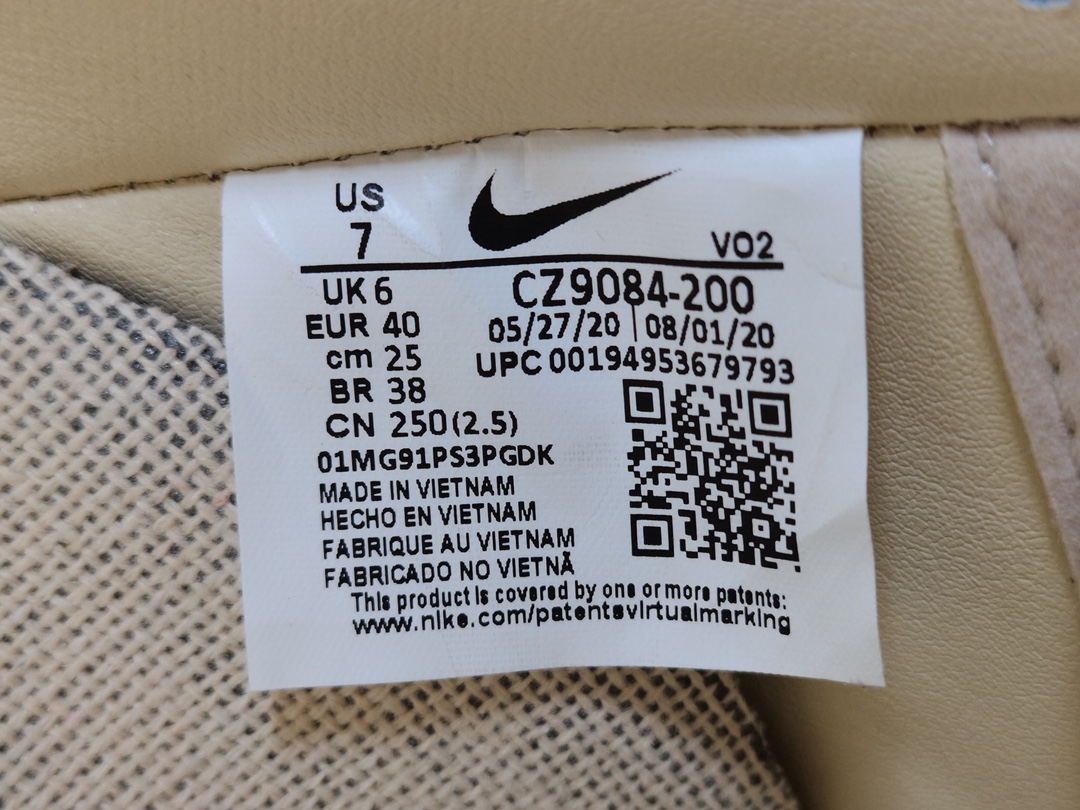 US
7
VO2
UK 6
CZ9084-200
EUR 40
05/27/20 | 08/01/20
cm 25
UPC 00194953679793
BR 38
CN 250(2.5)
01MG91PS3PGDK
MADE IN VIETNAM
HECHO EN VIETNAM
FABRIQUE AU VIETNAM
FABRICADO NO VIETNÃ
This product is covered by one or more patents:
www.nike.com/patentsvirtualmarking